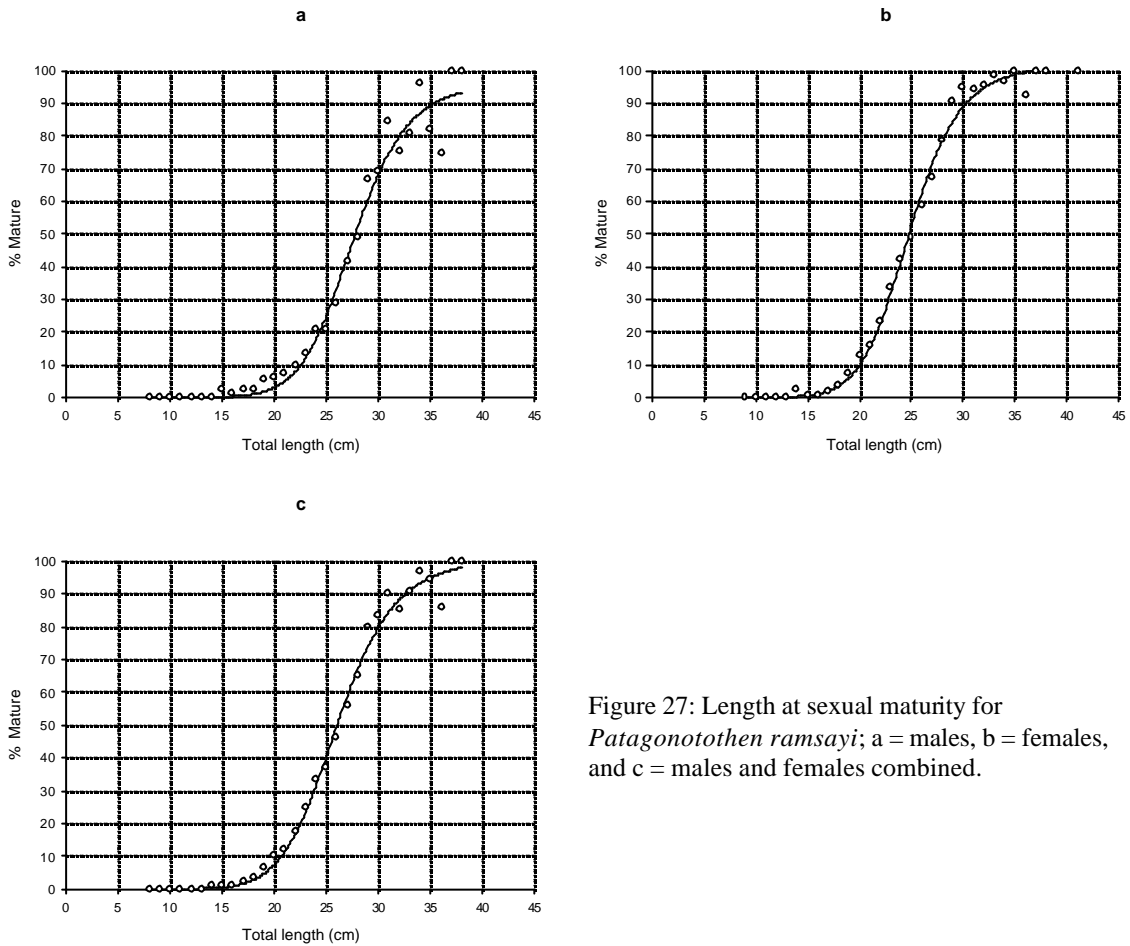 a
100
90
80
70
60
50
40
30
20
10
0
% Mature
0 5 10 15 20 25 30 35 40 45
Total length (cm)
b
100
90
80
70
60
50
40
30
20
10
0
% Mature
0 5 10 15 20 25 30 35 40 45
Total length (cm)
c
100
90
80
70
60
50
40
30
20
10
0
% Mature
0 5 10 15 20 25 30 35 40 45
Total length (cm)
Figure 27: Length at sexual maturity for
Patagonotothen ramsayi; a = males, b = females,
and c = males and females combined.